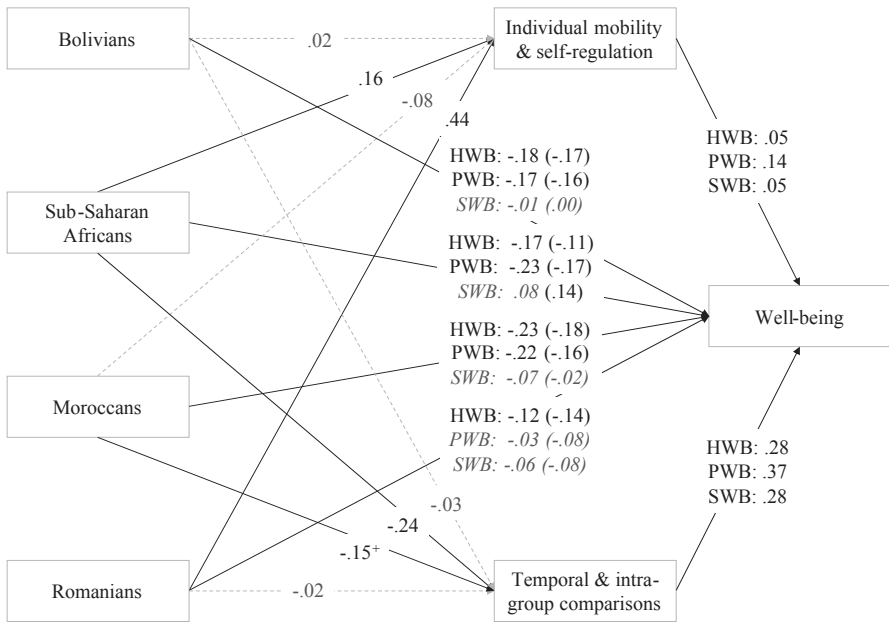 Bolivians
Individual mobility
& self-regulation
.02
.16
-.08
.44
HWB: .05
PWB: .14
SWB: .05
HWB: -.18 (-.17)
PWB: -.17 (-.16)
SWB: -.01 (.00)
Sub-Saharan
Africans
HWB: -.17 (-.11)
PWB: -.23 (-.17)
SWB: .08 (.14)
Well-being
HWB: -.23 (-.18)
PWB: -.22 (-.16)
SWB: -.07 (-.02)
Moroccans
HWB: -.12 (-.14)
PWB: -.03 (-.08)
SWB: -.06 (-.08)
HWB: .28
PWB: .37
SWB: .28
-.03
-.24
-.15⁺
Romanians
-.02
Temporal & intra-
group comparisons